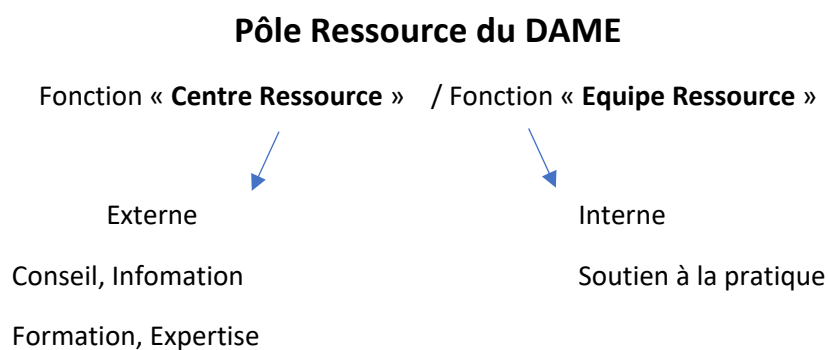 Pôle Ressource du DAME
Fonction « Centre Ressource » / Fonction « Equipe Ressource »
Externe Interne
Conseil, Infomation Soutien à la pratique
Formation, Expertise